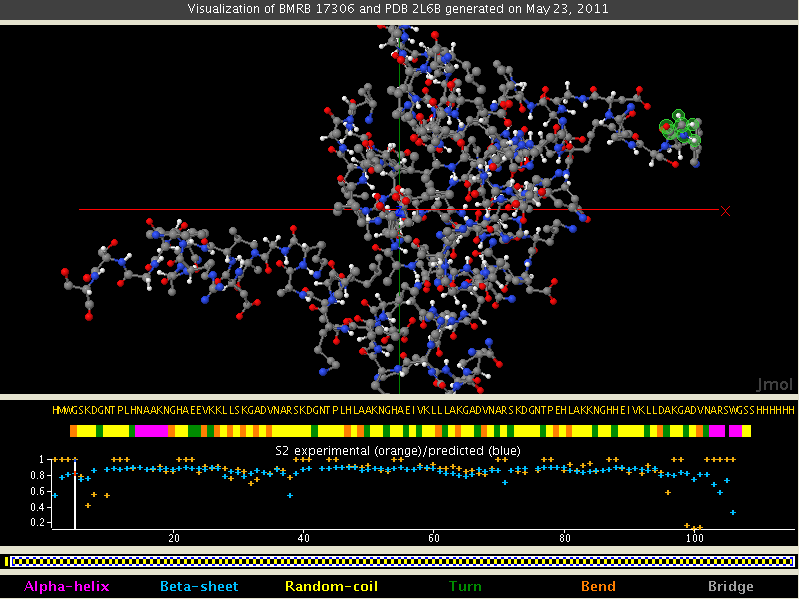 Visualization of BMRB 17306 and PDB 2L6B generated on May 23, 2011
X
Jmol
HMWGSKDGNTPLHNAAKNGHAEEVKKLLSKGADVNARSKDGNTPLHLAAKNGHAEIVKLLLAKGADVNARSKDGNTPEHLAKKNGHHEIVKLLDAKGADVNARSWGSSHHHHHH
S2 experimental (orange)/predicted (blue)
1
0.8
0.6
0.4
0.2
20 40 60 80 100
Alpha-helix Beta-sheet Random-coil Turn Bend Bridge